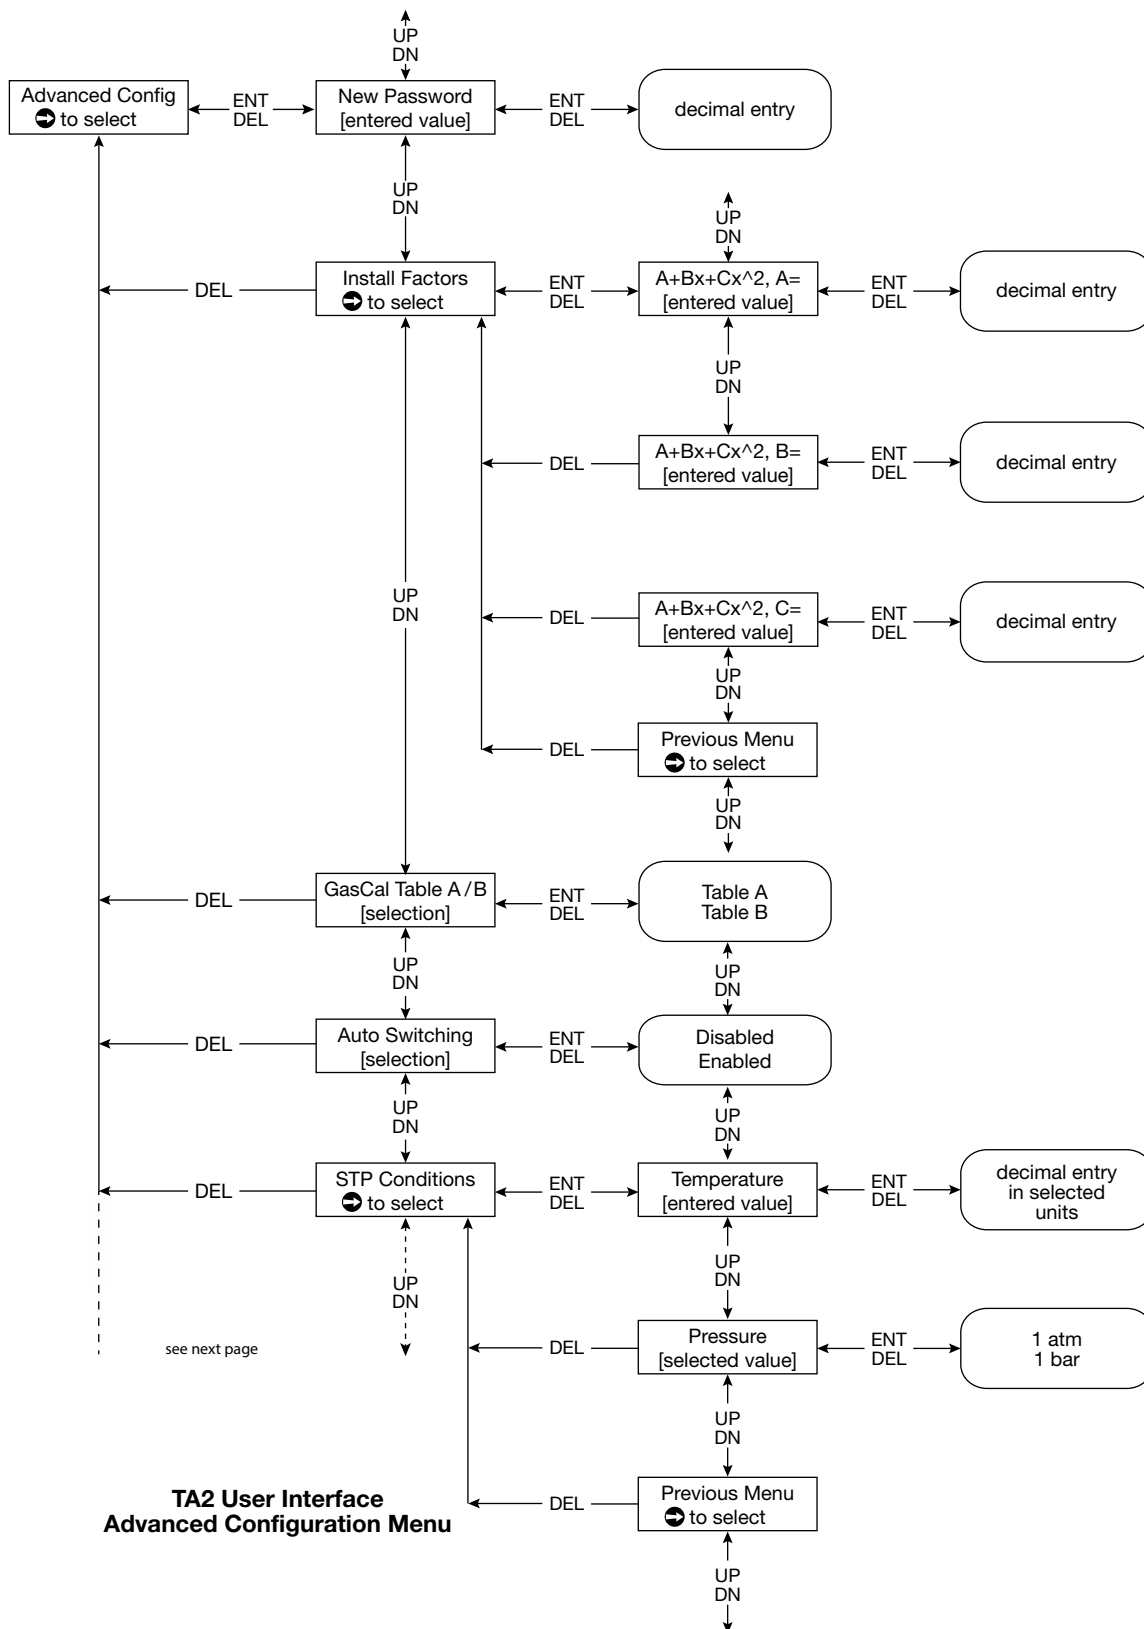 UP
DN
Advanced Config
to select
ENT
DEL
New Password
[entered value]
ENT
DEL
decimal entry
UP
DN
UP
DN
DEL
Install Factors
to select
ENT
DEL
A+Bx+Cx^2, A=
[entered value]
ENT
DEL
decimal entry
UP
DN
DEL
A+Bx+Cx^2, B=
[entered value]
ENT
DEL
decimal entry
UP
DN
DEL
A+Bx+Cx^2, C=
[entered value]
ENT
DEL
decimal entry
UP
DN
DEL
Previous Menu
to select
UP
DN
DEL
GasCal Table A/B
[selection]
ENT
DEL
Table A
Table B
UP
DN
UP
DN
DEL
Auto Switching
[selection]
ENT
DEL
Disabled
Enabled
UP
DN
UP
DN
DEL
STP Conditions
to select
ENT
DEL
Temperature
[entered value]
ENT
DEL
decimal entry
in selected
units
UP
DN
UP
DN
see next page
DEL
Pressure
[selected value]
ENT
DEL
1 atm
1 bar
UP
DN
DEL
Previous Menu
to select
TA2 User Interface
Advanced Configuration Menu
UP
DN